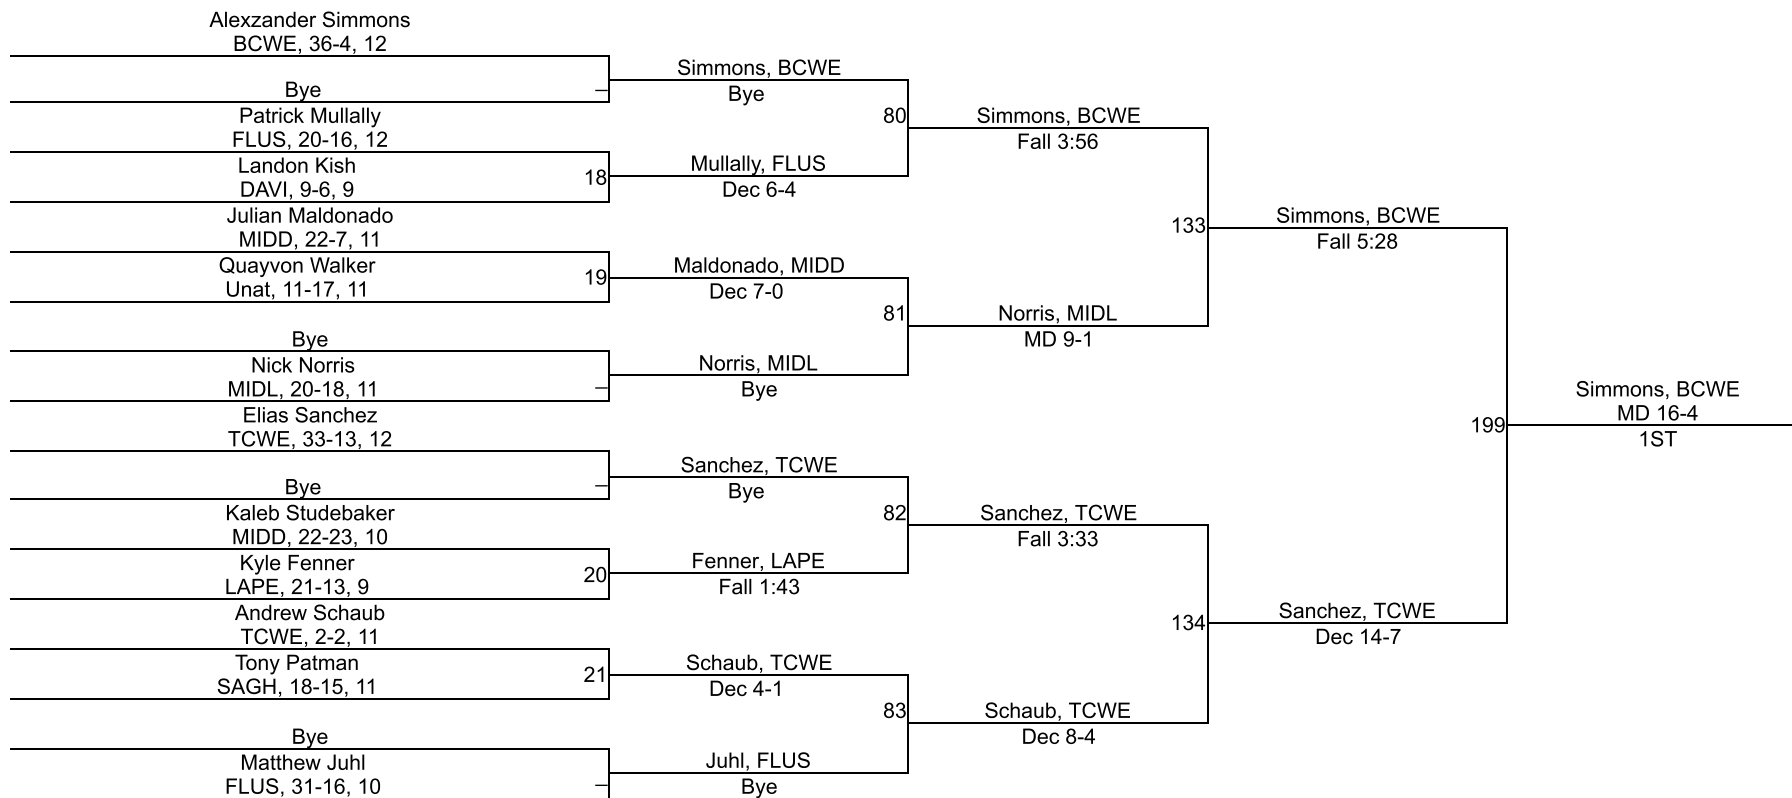 Alexzander Simmons
BCWE, 36-4, 12
Bye
–
Patrick Mullally
FLUS, 20-16, 12
Landon Kish
DAVI, 9-6, 9
18
Julian Maldonado
MIDD, 22-7, 11
Quayvon Walker
Unat, 11-17, 11
19
Bye
Nick Norris
MIDL, 20-18, 11
–
Elias Sanchez
TCWE, 33-13, 12
Bye
–
Kaleb Studebaker
MIDD, 22-23, 10
Kyle Fenner
LAPE, 21-13, 9
20
Andrew Schaub
TCWE, 2-2, 11
Tony Patman
SAGH, 18-15, 11
21
Bye
Matthew Juhl
FLUS, 31-16, 10
–
Simmons, BCWE
Bye
80
Mullally, FLUS
Dec 6-4
Maldonado, MIDD
Dec 7-0
81
Norris, MIDL
Bye
Sanchez, TCWE
Bye
82
Fenner, LAPE
Fall 1:43
Schaub, TCWE
Dec 4-1
83
Juhl, FLUS
Bye
Simmons, BCWE
Fall 3:56
133
Norris, MIDL
MD 9-1
Sanchez, TCWE
Fall 3:33
134
Schaub, TCWE
Dec 8-4
Simmons, BCWE
Fall 5:28
199
Sanchez, TCWE
Dec 14-7
Simmons, BCWE
MD 16-4
1ST